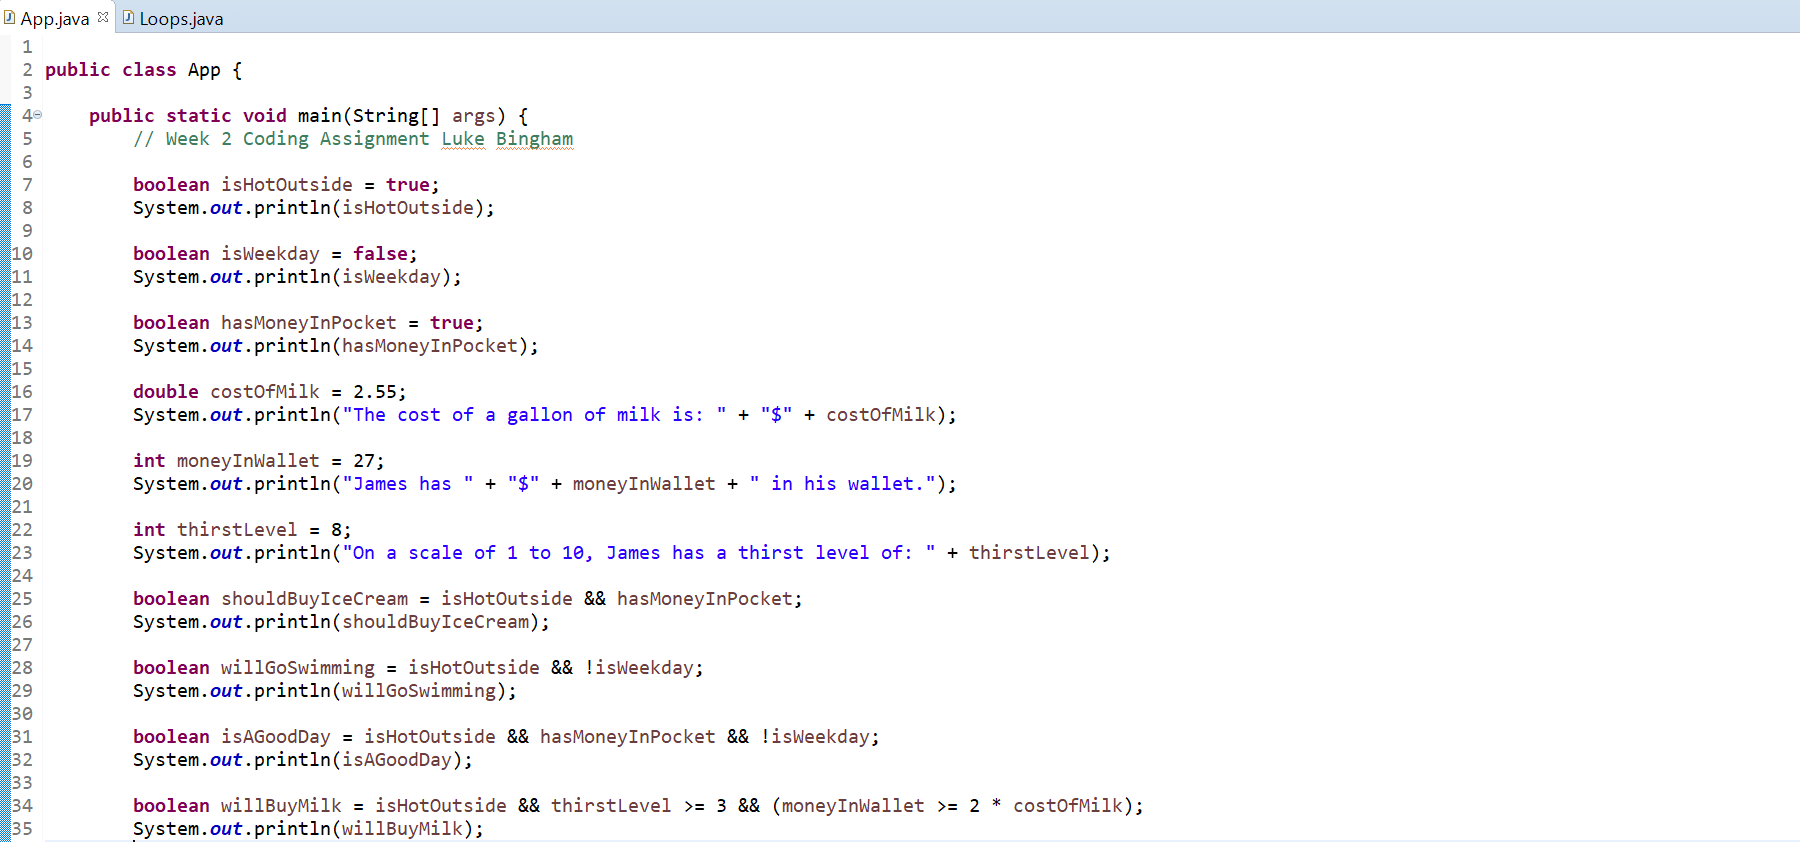 App.java Loops.java
1
2 public class App {
3
4 public static void main(String[] args) {
5 // Week 2 Coding Assignment Luke Bingham
6
7 boolean isHotOutside = true;
8 System.out.println(isHotOutside);
9
10 boolean isWeekday = false;
11 System.out.println(isWeekday);
12
13 boolean hasMoneyInPocket = true;
14 System.out.println(hasMoneyInPocket);
15
16 double costOfMilk = 2.55;
17 System.out.println("The cost of a gallon of milk is: " + "$" + costOfMilk);
18
19 int moneyInWallet = 27;
20 System.out.println("James has " + "$" + moneyInWallet + " in his wallet.");
21
22 int thirstLevel = 8;
23 System.out.println("On a scale of 1 to 10, James has a thirst level of: " + thirstLevel);
24
25 boolean shouldBuyIceCream = isHotOutside && hasMoneyInPocket;
26 System.out.println(shouldBuyIceCream);
27
28 boolean willGoSwimming = isHotOutside && !isWeekday;
29 System.out.println(willGoSwimming);
30
31 boolean isAGoodDay = isHotOutside && hasMoneyInPocket && !isWeekday;
32 System.out.println(isAGoodDay);
33
34 boolean willBuyMilk = isHotOutside && thirstLevel >= 3 && (moneyInWallet >= 2 * costOfMilk);
35 System.out.println(willBuyMilk);